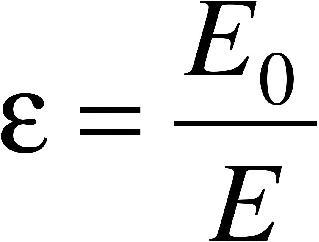 ε = E₀ / E